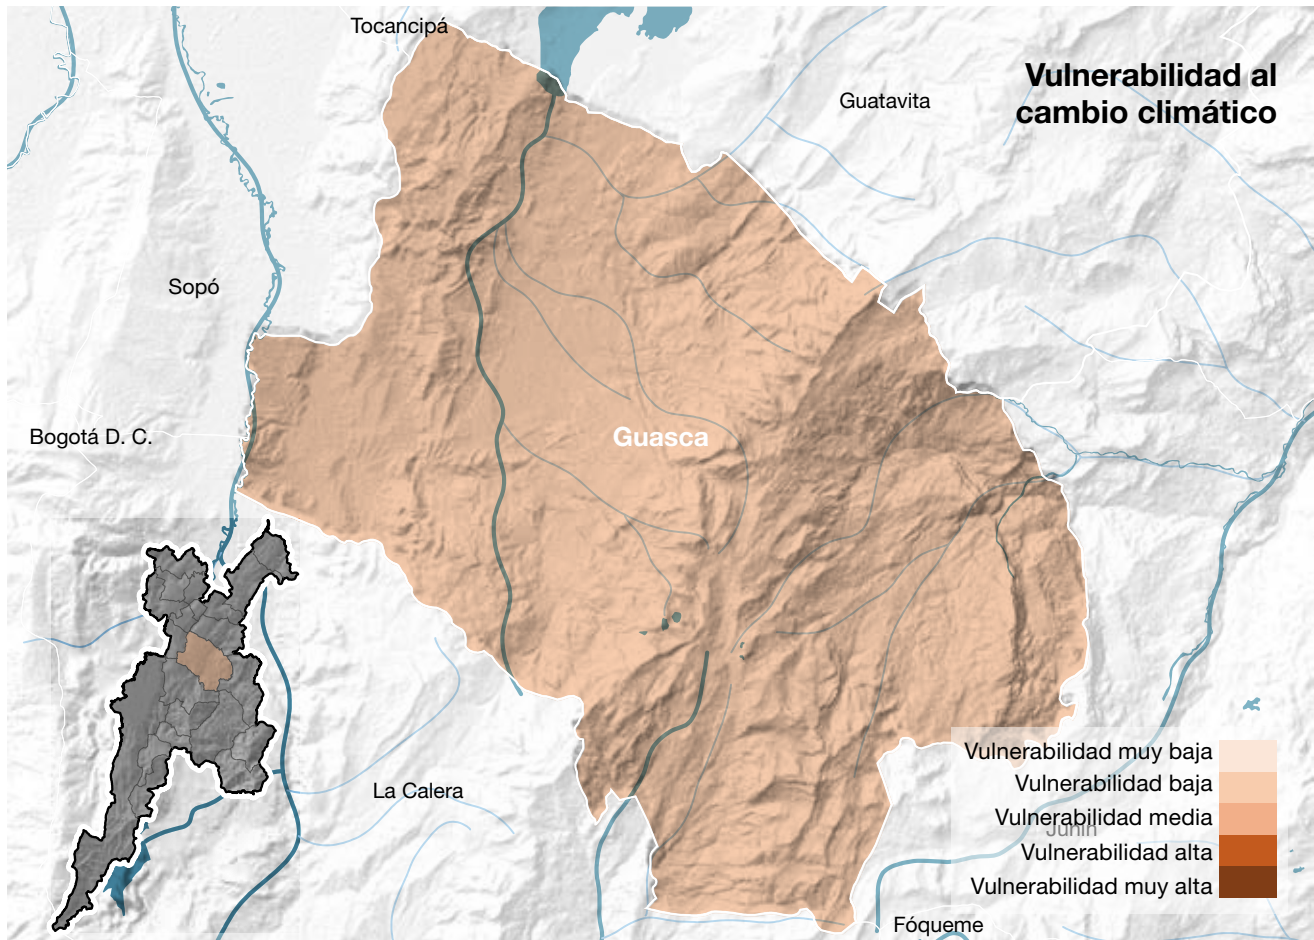 Tocancipá
Vulnerabilidad al
cambio climático
Guatavita
Sopó
Bogotá D. C.
Guasca
La Calera
Vulnerabilidad muy baja
Vulnerabilidad baja
Vulnerabilidad media
Junín
Vulnerabilidad alta
Vulnerabilidad muy alta
Fóqueme